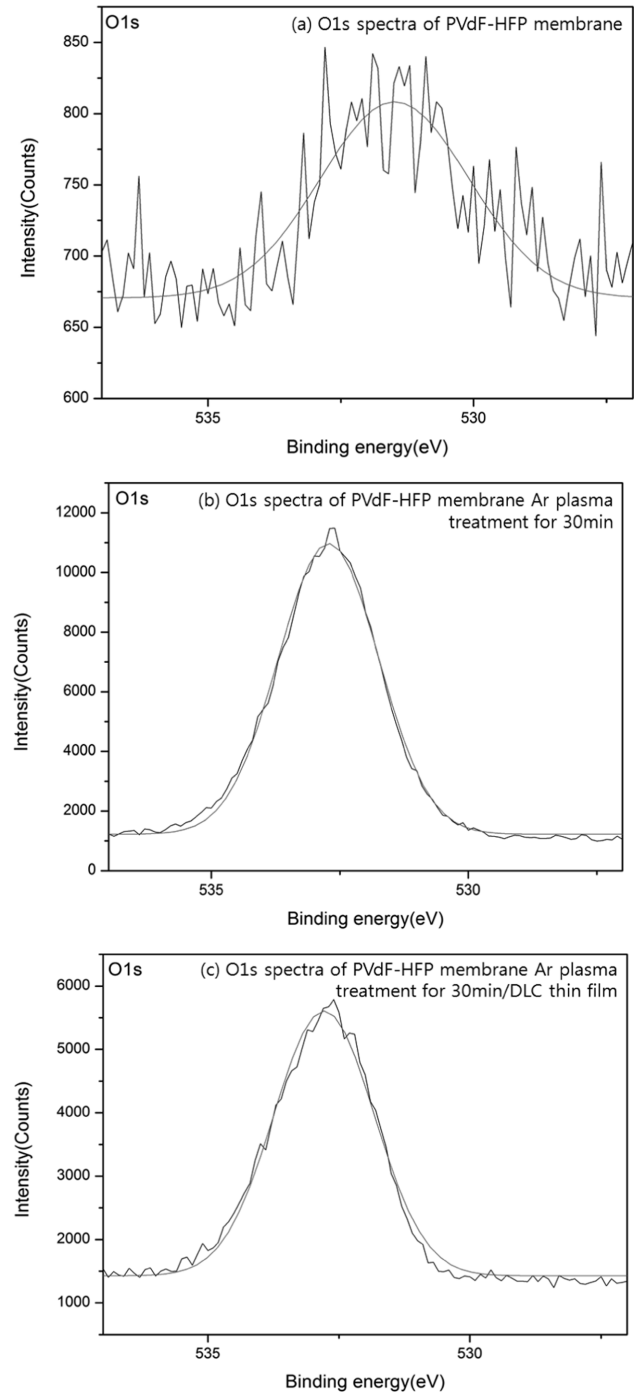 O1s
(a) O1s spectra of PVdF-HFP membrane
850
800
750
700
650
600
Intensity(Counts)
535
530
Binding energy(eV)
O1s
(b) O1s spectra of PVdF-HFP membrane Ar plasma
treatment for 30min
12000
10000
8000
6000
4000
2000
0
Intensity(Counts)
535
530
Binding energy(eV)
O1s
(c) O1s spectra of PVdF-HFP membrane Ar plasma
treatment for 30min/DLC thin film
6000
5000
4000
3000
2000
1000
Intensity(Counts)
535
530
Binding energy(eV)